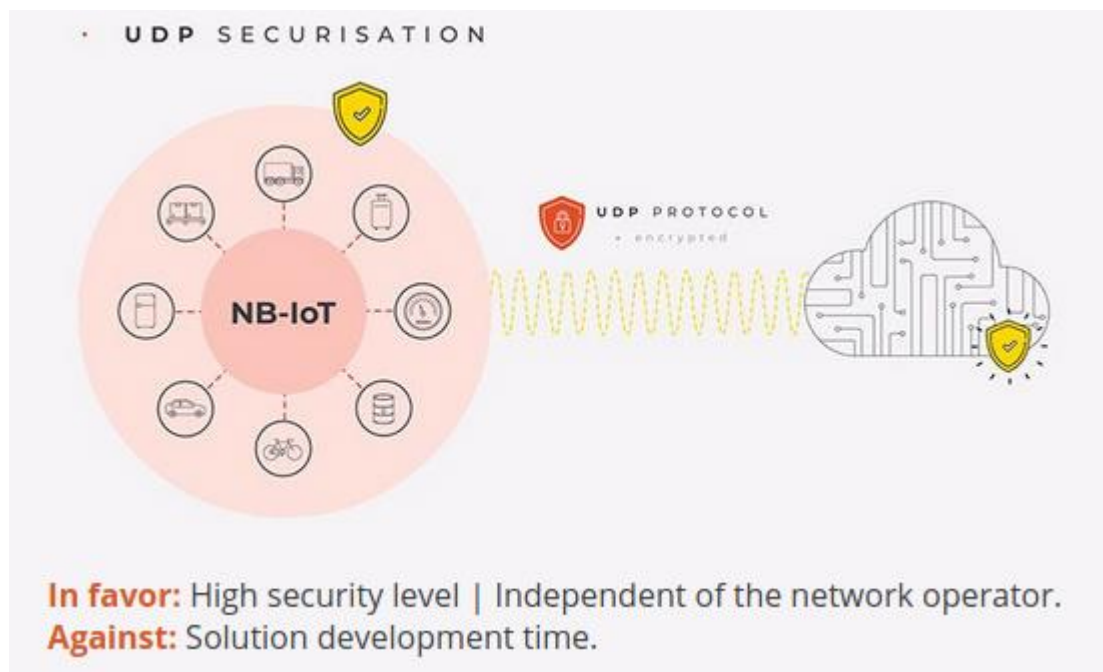 · UDP SECURISATION
UDP PROTOCOL
+ encrypted
NB-IoT
In favor: High security level | Independent of the network operator.
Against: Solution development time.